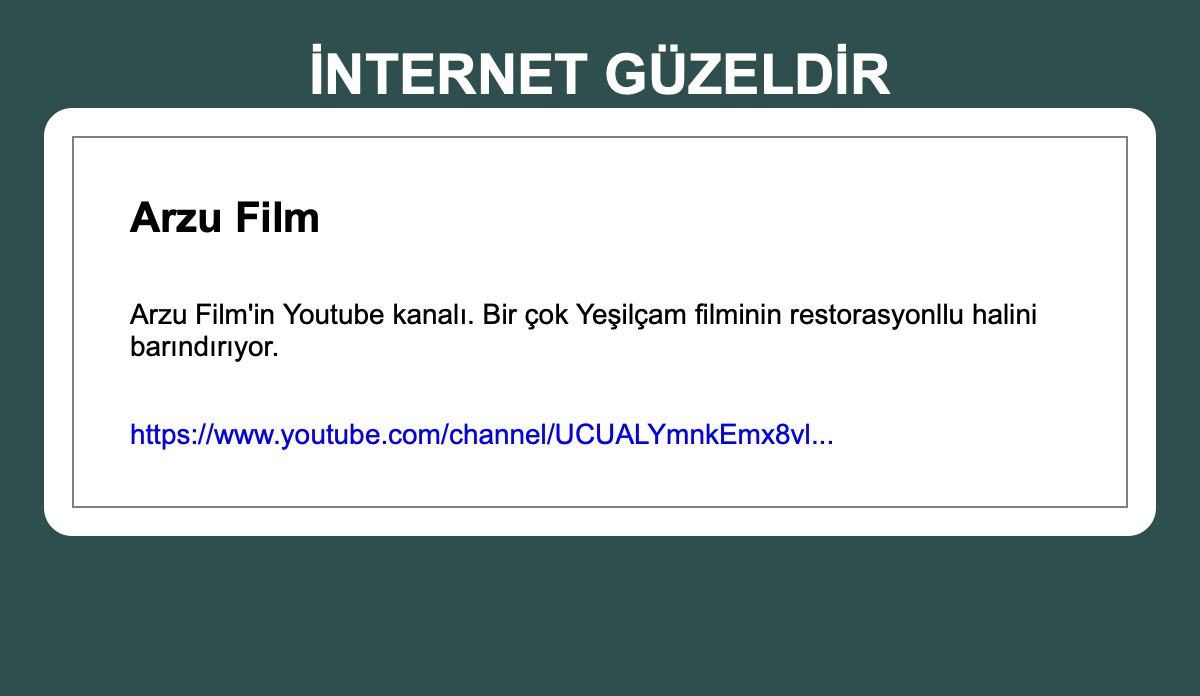 İNTERNET GÜZELDİR
Arzu Film
Arzu Film'in Youtube kanalı. Bir çok Yeşilçam filminin restorasyonllu halini
barındırıyor.
https://www.youtube.com/channel/UCUALYmnkEmx8vl...